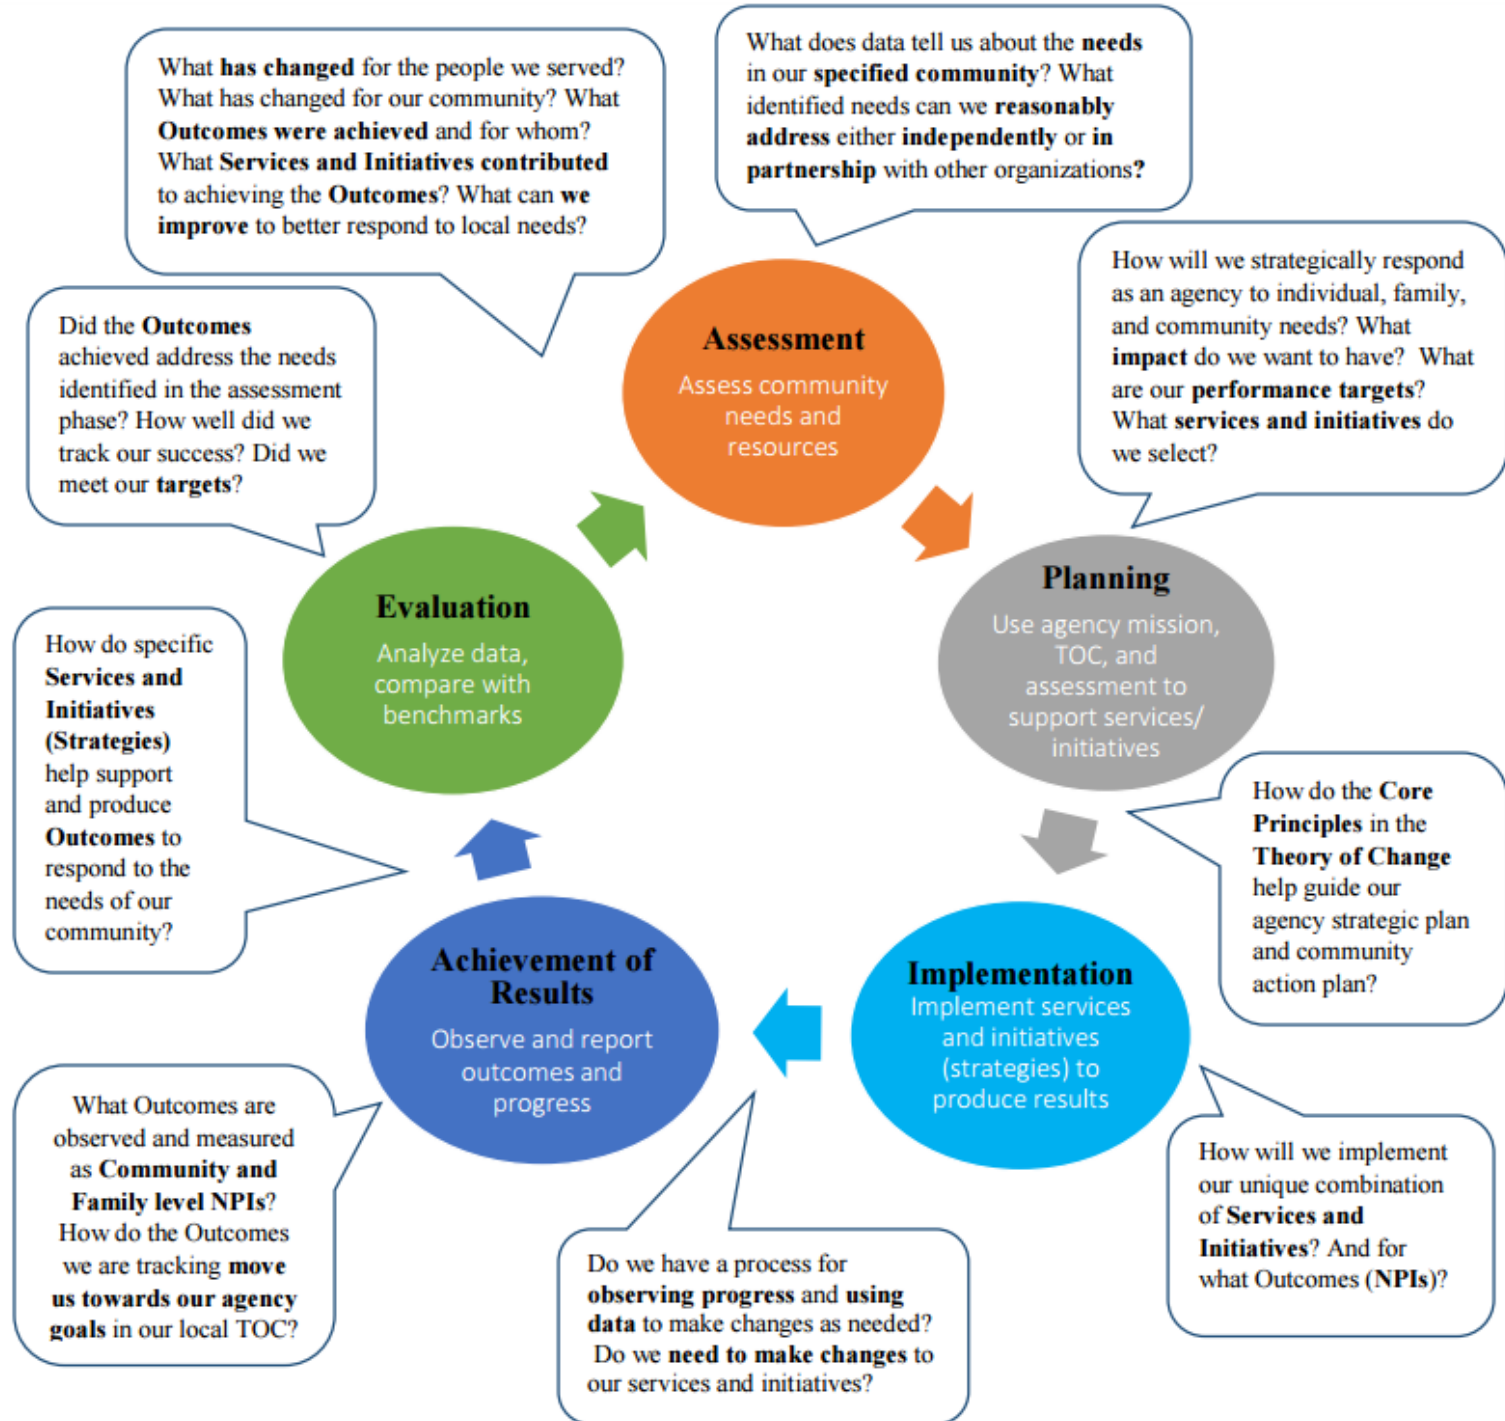 What has changed for the people we served?
What has changed for our community? What
Outcomes were achieved and for whom?
What Services and Initiatives contributed
to achieving the Outcomes? What can we
improve to better respond to local needs?
What does data tell us about the needs
in our specified community? What
identified needs can we reasonably
address either independently or in
partnership with other organizations?
How will we strategically respond
as an agency to individual, family,
and community needs? What
impact do we want to have?  What
are our performance targets?
What services and initiatives do
we select?
Did the Outcomes
achieved address the needs
identified in the assessment
phase? How well did we
track our success? Did we
meet our targets?
Assessment
Assess community
needs and
resources
Planning
Use agency mission,
TOC, and
assessment to
support services/
initiatives
Evaluation
Analyze data,
compare with
benchmarks
How do specific
Services and
Initiatives
(Strategies)
help support
and produce
Outcomes to
respond to the
needs of our
community?
How do the Core
Principles in the
Theory of Change
help guide our
agency strategic plan
and community
action plan?
Achievement of
Results
Observe and report
outcomes and
progress
Implementation
Implement services
and initiatives
(strategies) to
produce results
What Outcomes are
observed and measured
as Community and
Family level NPIs?
How do the Outcomes
we are tracking move
us towards our agency
goals in our local TOC?
Do we have a process for
observing progress and using
data to make changes as needed?
Do we need to make changes to
our services and initiatives?
How will we implement
our unique combination
of Services and
Initiatives? And for
what Outcomes (NPIs)?